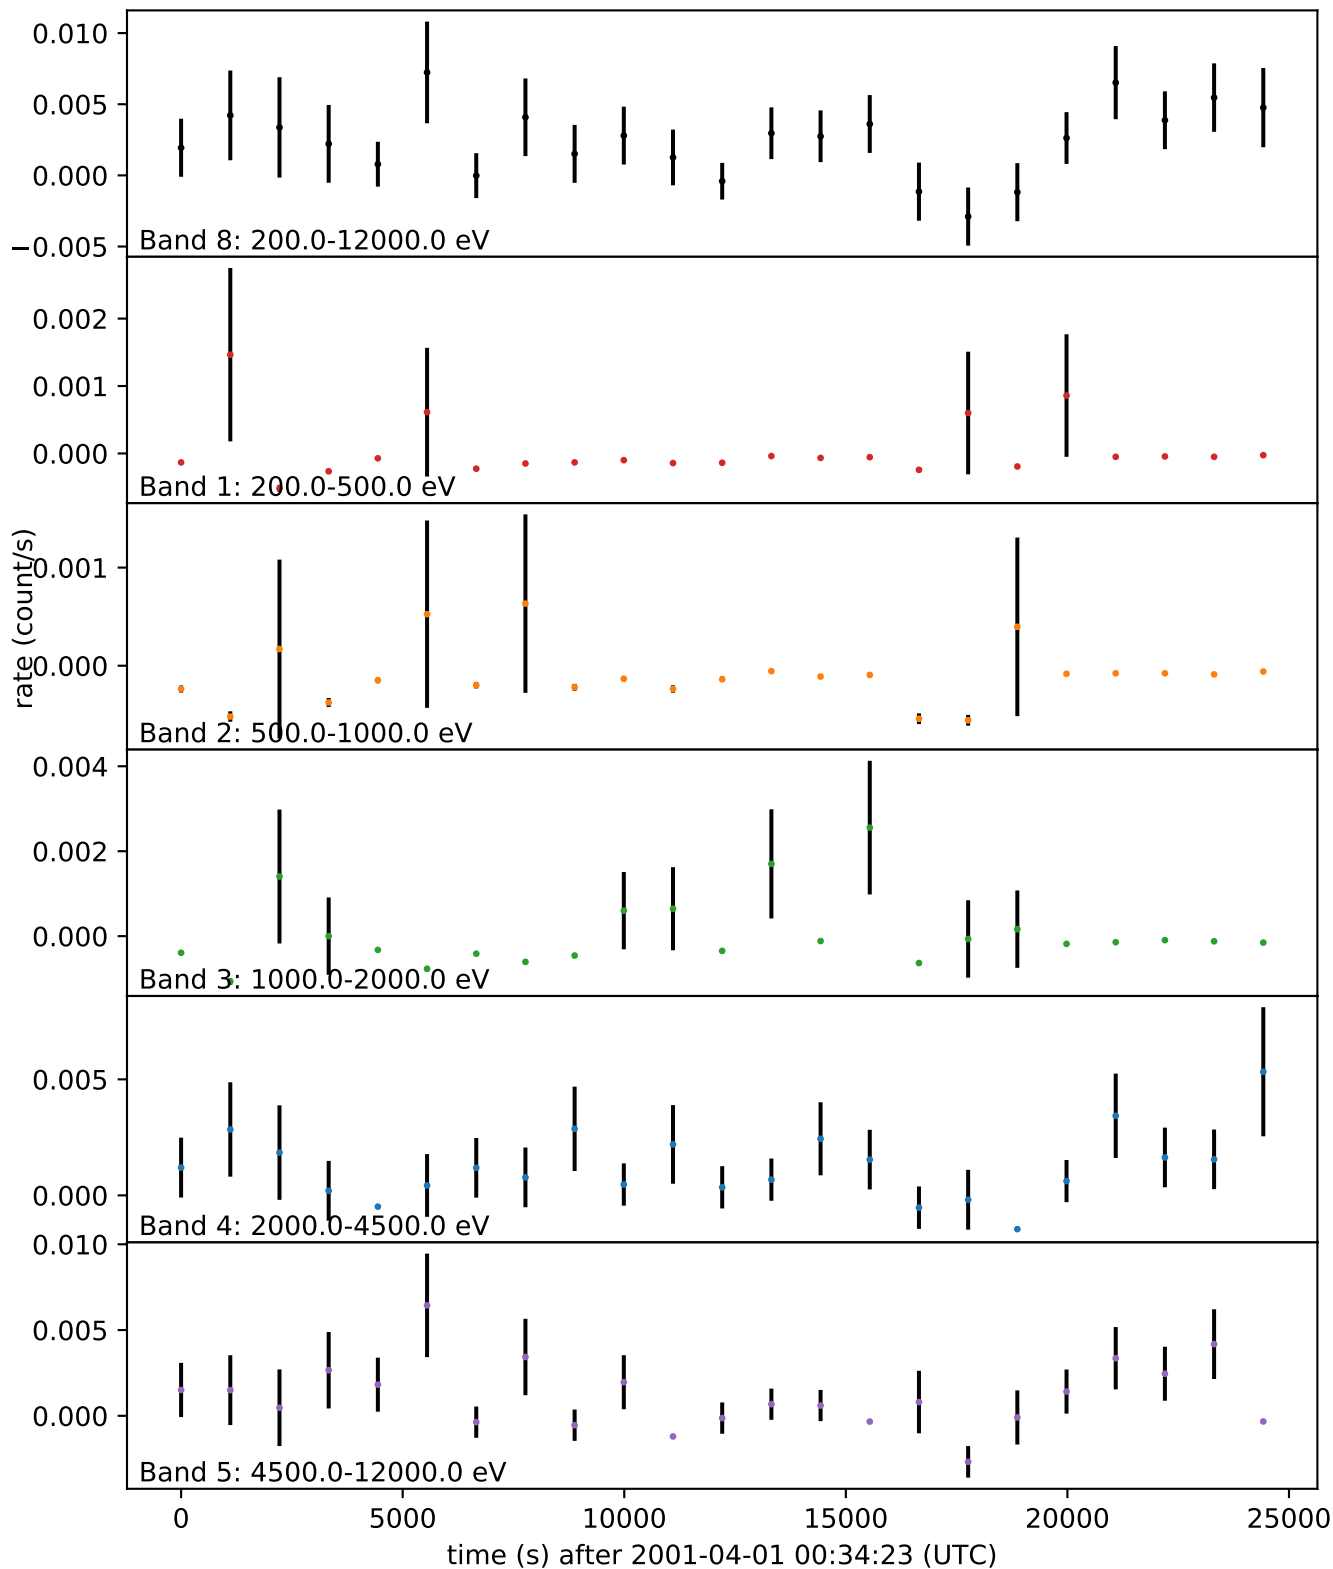 0.010
0.005
0.000
−0.005
Band 8: 200.0-12000.0 eV
0.002
0.001
0.000
Band 1: 200.0-500.0 eV
rate (count/s)
0.001
0.000
Band 2: 500.0-1000.0 eV
0.004
0.002
0.000
Band 3: 1000.0-2000.0 eV
0.005
0.000
Band 4: 2000.0-4500.0 eV
0.010
0.005
0.000
Band 5: 4500.0-12000.0 eV
0 5000 10000 15000 20000 25000
time (s) after 2001-04-01 00:34:23 (UTC)